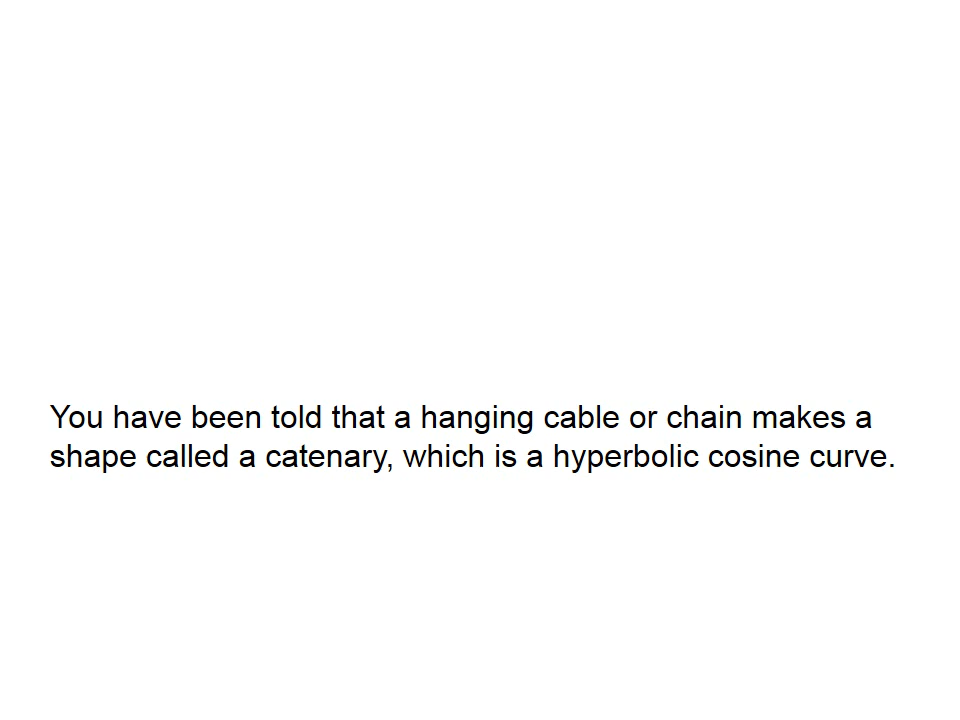 You have been told that a hanging cable or chain makes a
shape called a catenary, which is a hyperbolic cosine curve.